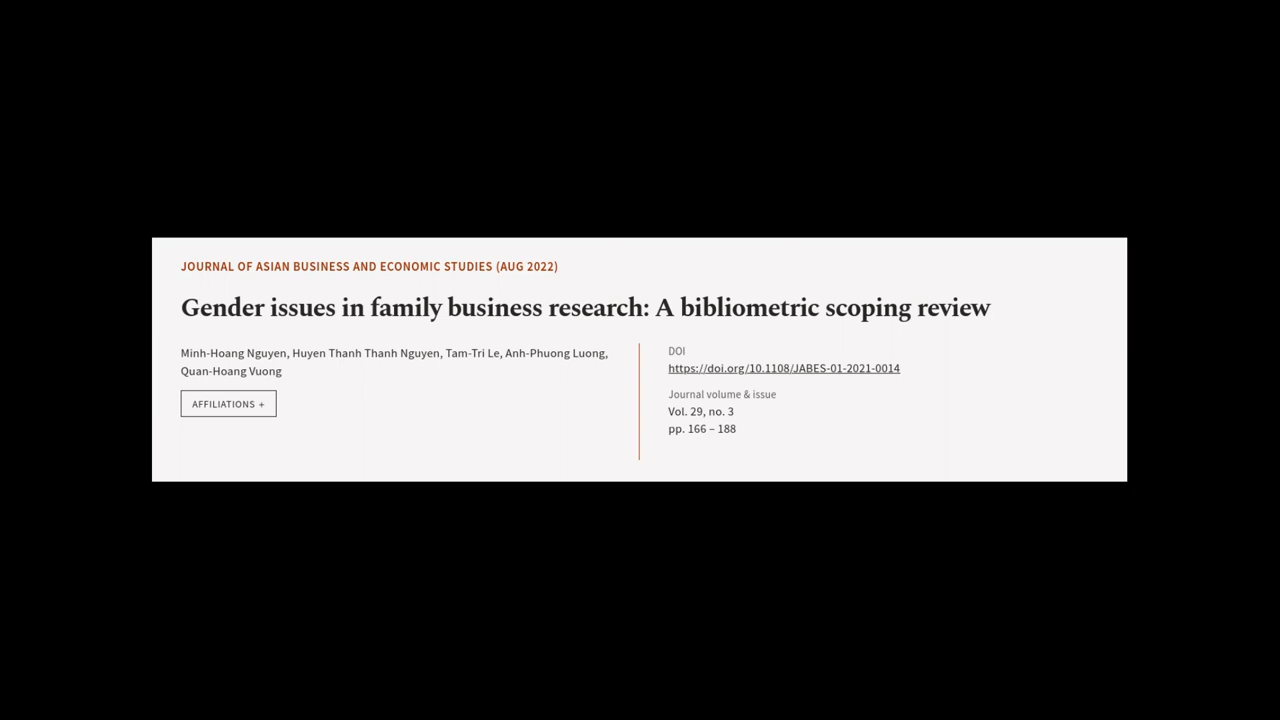 JOURNAL OF ASIAN BUSINESS AND ECONOMIC STUDIES (AUG 2022)
Gender issues in family business research: A bibliometric scoping review
Minh-Hoang Nguyen, Huyen Thanh Thanh Nguyen, Tam-Tri Le, Anh-Phuong Luong,
Quan-Hoang Vuong
AFFILIATIONS +
DOI
https://doi.org/10.1108/JABES-01-2021-0014
Journal volume & issue
Vol. 29, no. 3
pp. 166 – 188